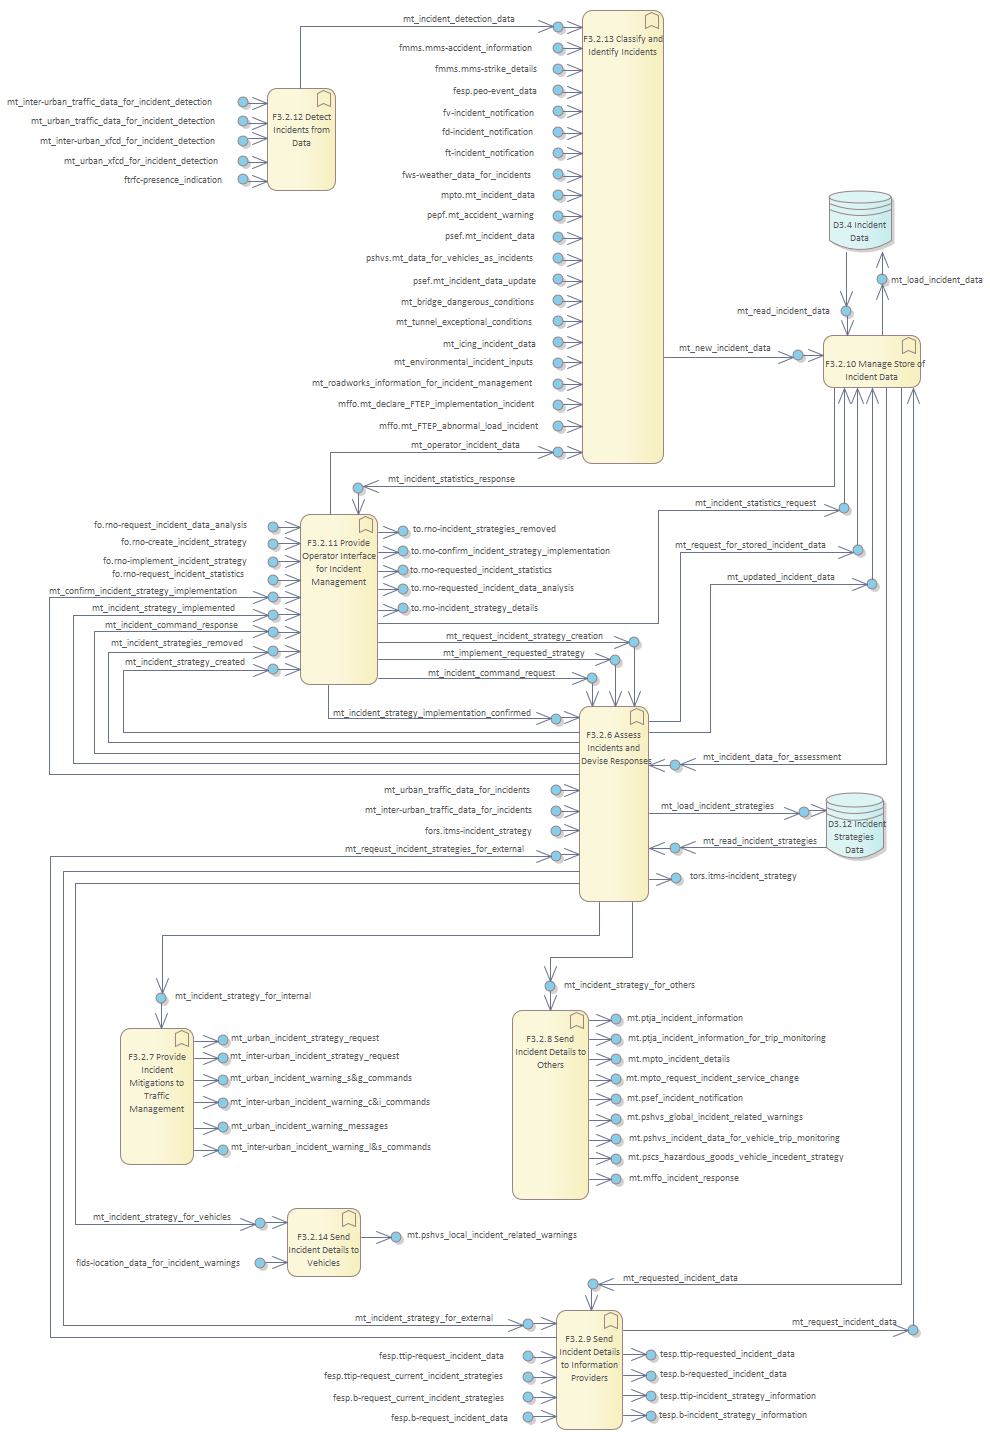 mt_incident_detection_data
F3.2.13 Classify and
Identify Incidents
fmms.mms-accident_information
fmms.mms-strike_details
fesp.peo-event_data
fv-incident_notification
fd-incident_notification
ft-incident_notification
fws-weather_data_for_incidents
mpto.mt_incident_data
pepf.mt_accident_warning
psef.mt_incident_data
pshvs.mt_data_for_vehicles_as_incidents
psef.mt_incident_data_update
mt_bridge_dangerous_conditions
mt_tunnel_exceptional_conditions
mt_icing_incident_data
mt_environmental_incident_inputs
mt_roadworks_information_for_incident_management
mffo.mt_declare_FTEP_implementation_incident
mffo.mt_FTEP_abnormal_load_incident
mt_operator_incident_data
mt_inter-urban_traffic_data_for_incident_detection
mt_urban_traffic_data_for_incident_detection
mt_inter-urban_xfcd_for_incident_detection
mt_urban_xfcd_for_incident_detection
ftrfc-presence_indication
F3.2.12 Detect
Incidents from
Data
D3.4 Incident
Data
mt_load_incident_data
mt_read_incident_data
mt_new_incident_data
F3.2.10 Manage Store of
Incident Data
mt_incident_statistics_response
mt_incident_statistics_request
mt_request_for_stored_incident_data
mt_updated_incident_data
fo.rno-request_incident_data_analysis
fo.rno-create_incident_strategy
fo.rno-implement_incident_strategy
fo.rno-request_incident_statistics
mt_confirm_incident_strategy_implementation
mt_incident_strategy_implemented
mt_incident_command_response
mt_incident_strategies_removed
mt_incident_strategy_created
F3.2.11 Provide
Operator Interface
for Incident
Management
to.rno-incident_strategies_removed
to.rno-confirm_incident_strategy_implementation
to.rno-requested_incident_statistics
to.rno-requested_incident_data_analysis
to.rno-incident_strategy_details
mt_request_incident_strategy_creation
mt_implement_requested_strategy
mt_incident_command_request
mt_incident_strategy_implementation_confirmed
F3.2.6 Assess
Incidents and
Devise Responses
mt_incident_data_for_assessment
mt_urban_traffic_data_for_incidents
mt_inter-urban_traffic_data_for_incidents
fors.itms-incident_strategy
mt_reqeust_incident_strategies_for_external
mt_load_incident_strategies
D3.12 Incident
Strategies
Data
mt_read_incident_strategies
tors.itms-incident_strategy
mt_incident_strategy_for_internal
mt_incident_strategy_for_others
F3.2.7 Provide
Incident
Mitigations to
Traffic
Management
mt_urban_incident_strategy_request
mt_inter-urban_incident_strategy_request
mt_urban_incident_warning_s&g_commands
mt_inter-urban_incident_warning_c&i_commands
mt_urban_incident_warning_messages
mt_inter-urban_incident_warning_l&s_commands
F3.2.8 Send
Incident Details to
Others
mt.ptja_incident_information
mt.ptja_incident_information_for_trip_monitoring
mt.mpto_incident_details
mt.mpto_request_incident_service_change
mt.psef_incident_notification
mt.pshvs_global_incident_related_warnings
mt.pshvs_incident_data_for_vehicle_trip_monitoring
mt.pscs_hazardous_goods_vehicle_incedent_strategy
mt.mffo_incident_response
mt_incident_strategy_for_vehicles
flds-location_data_for_incident_warnings
F3.2.14 Send
Incident Details to
Vehicles
mt.pshvs_local_incident_related_warnings
mt_requested_incident_data
mt_incident_strategy_for_external
mt_request_incident_data
F3.2.9 Send
Incident Details
to Information
Providers
fesp.ttip-request_incident_data
fesp.ttip-request_current_incident_strategies
fesp.b-request_current_incident_strategies
fesp.b-request_incident_data
tesp.ttip-requested_incident_data
tesp.b-requested_incident_data
tesp.ttip-incident_strategy_information
tesp.b-incident_strategy_information